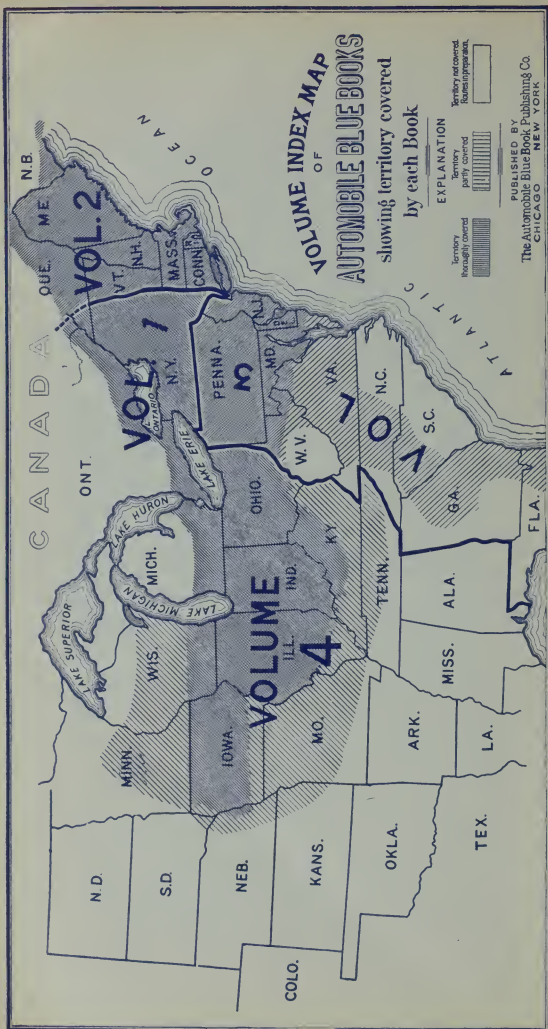 VOLUME INDEX MAP
OF
AUTOMOBILE BLUE BOOKS
showing territory covered
by each Book
EXPLANATION
Territory
thoroughly covered
Territory
partly covered
Territory not covered.
Routes in preparation.
PUBLISHED BY
The Automobile Blue Book Publishing Co.
CHICAGO NEW YORK
CANADA
ONT.
QUE.
N.B.
ME.
VOL. 2
VT.
N.H.
MASS.
CONN.
R.I.
VOL. 1
N.Y.
LAKE SUPERIOR
LAKE HURON
LAKE MICHIGAN
LAKE ERIE
L. ONTARIO
MICH.
WIS.
MINN.
N.D.
S.D.
NEB.
IOWA.
VOLUME
4
ILL.
IND.
OHIO.
PENNA.
3
N.J.
MD.
DEL.
W.V.
VA.
VOL
KY.
MO.
KANS.
COLO.
OKLA.
ARK.
TENN.
N.C.
S.C.
GA.
ALA.
MISS.
LA.
TEX.
FLA.
ATLANTIC
OCEAN